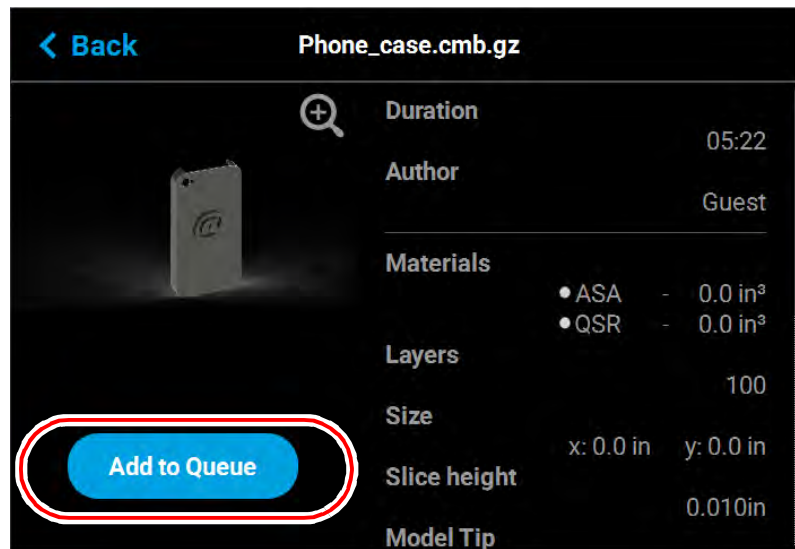 Back
Phone_case.cmb.gz
Duration
05:22
Author
Guest
Materials
• ASA - 0.0 in³
• QSR - 0.0 in³
Layers
100
Size
x: 0.0 in y: 0.0 in
Slice height
0.010in
Model Tip
@
Add to Queue